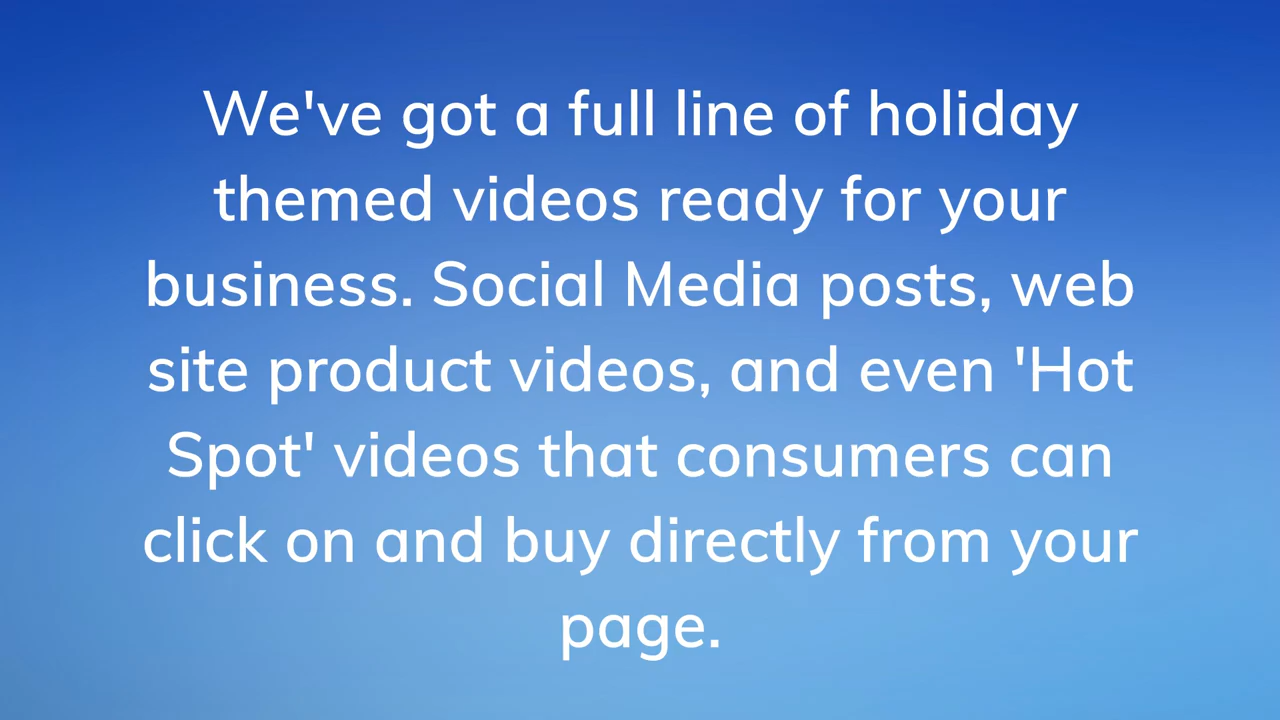 We've got a full line of holiday
themed videos ready for your
business. Social Media posts, web
site product videos, and even 'Hot
Spot' videos that consumers can
click on and buy directly from your
page.